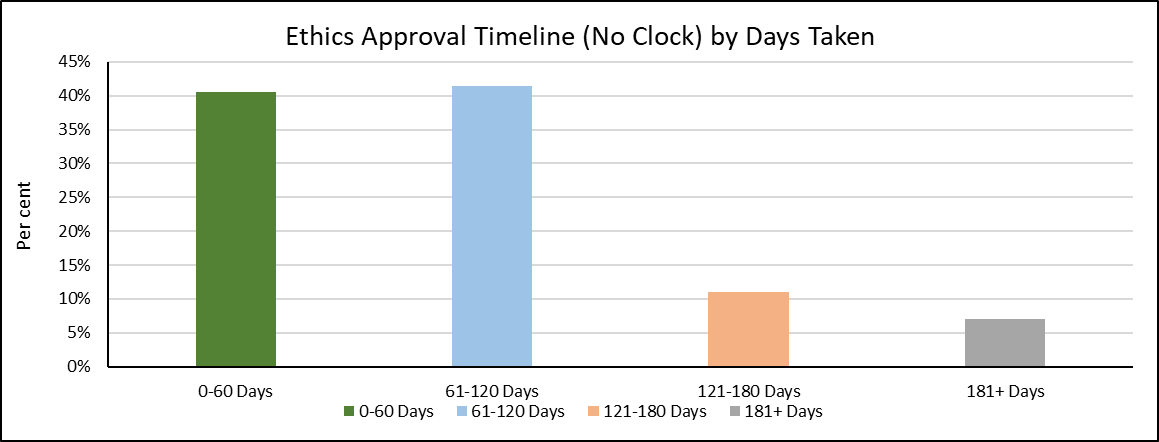 Ethics Approval Timeline (No Clock) by Days Taken
Per cent
45%
40%
35%
30%
25%
20%
15%
10%
5%
0%
0-60 Days 61-120 Days 121-180 Days 181+ Days
0-60 Days 61-120 Days 121-180 Days 181+ Days